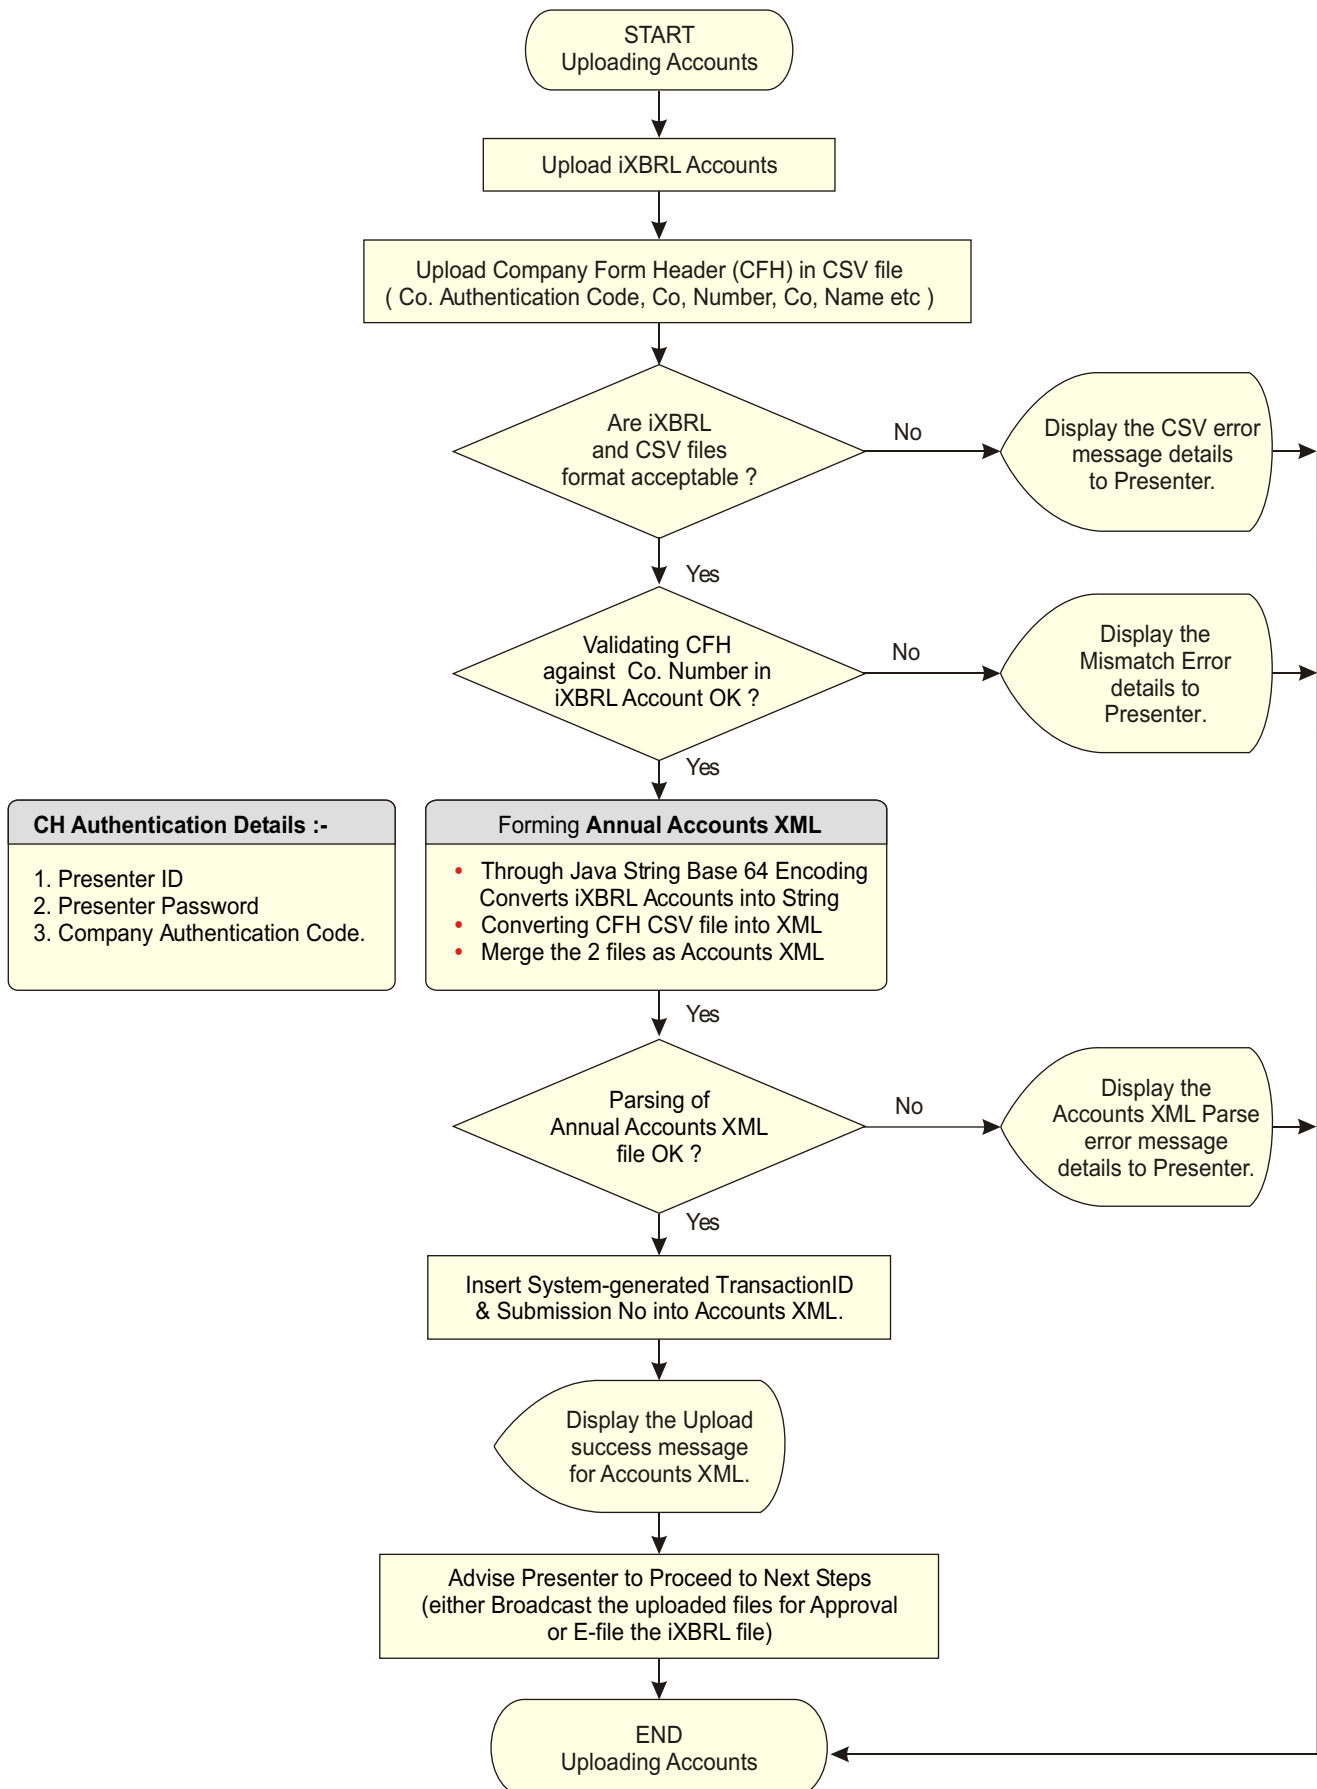 START
Uploading Accounts
Upload iXBRL Accounts
Upload Company Form Header (CFH) in CSV file
( Co. Authentication Code, Co, Number, Co, Name etc )
Are iXBRL
and CSV files
format acceptable ?
No
Display the CSV error
message details
to Presenter.
Yes
Validating CFH
against Co. Number in
iXBRL Account OK ?
No
Display the
Mismatch Error
details to
Presenter.
Yes
CH Authentication Details :-
1. Presenter ID
2. Presenter Password
3. Company Authentication Code.
Forming Annual Accounts XML
• Through Java String Base 64 Encoding
Converts iXBRL Accounts into String
• Converting CFH CSV file into XML
• Merge the 2 files as Accounts XML
Yes
Parsing of
Annual Accounts XML
file OK ?
No
Display the
Accounts XML Parse
error message
details to Presenter.
Yes
Insert System-generated TransactionID
& Submission No into Accounts XML.
Display the Upload
success message
for Accounts XML.
Advise Presenter to Proceed to Next Steps
(either Broadcast the uploaded files for Approval
or E-file the iXBRL file)
END
Uploading Accounts